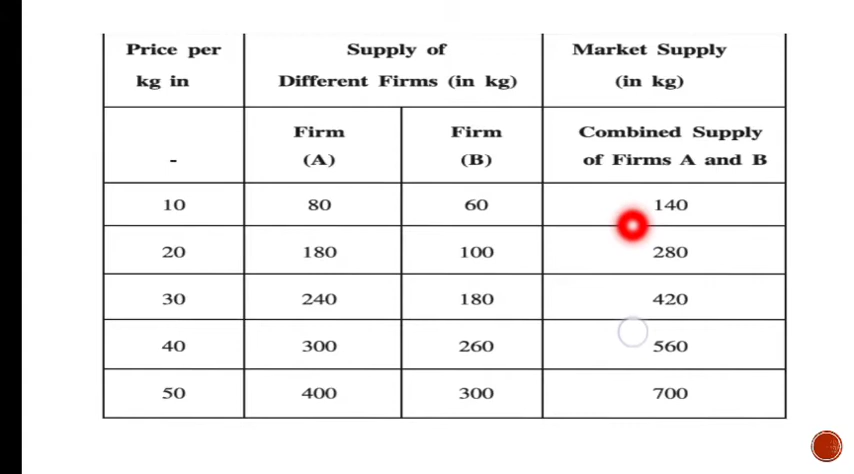 Price per Supply of Market Supply
kg in Different Firms (in kg) (in kg)
Firm Firm Combined Supply
- (A) (B) of Firms A and B
10 80 60 140
20 180 100 280
30 240 180 420
40 300 260 560
50 400 300 700